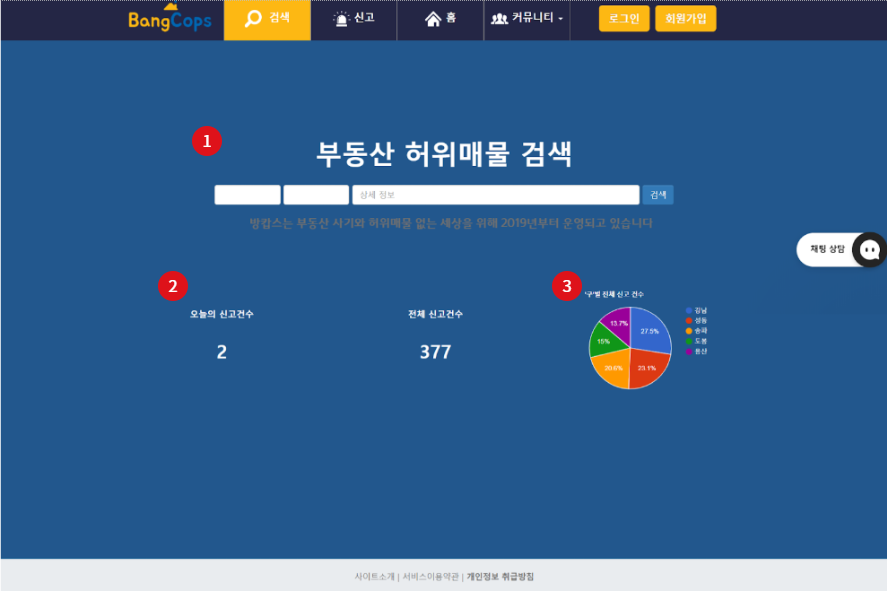 BangCops 검색 신고 홈 커뮤니티 로그인 회원가입
1
부동산 허위매물 검색
상세 정보 검색
방캅스는 부동산 사기와 허위매물 없는 세상을 위해 2019년부터 운영되고 있습니다
채팅 상담
2
오늘의 신고건수
2
전체 신고건수
377
3
'구'별 전체 신고 건수
13.7%
27.5%
15%
20.6%
23.1%
강남
성동
송파
도봉
용산
사이트소개 | 서비스이용약관 | 개인정보 취급방침